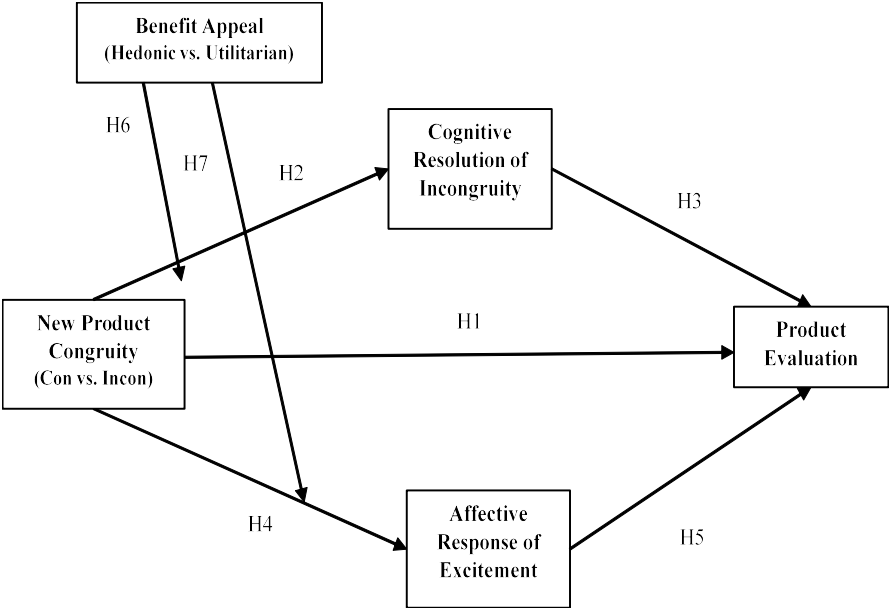 Benefit Appeal
(Hedonic vs. Utilitarian)
H6
H7
H2
Cognitive
Resolution of
Incongruity
H3
New Product
Congruity
(Con vs. Incon)
H1
Product
Evaluation
H4
Affective
Response of
Excitement
H5